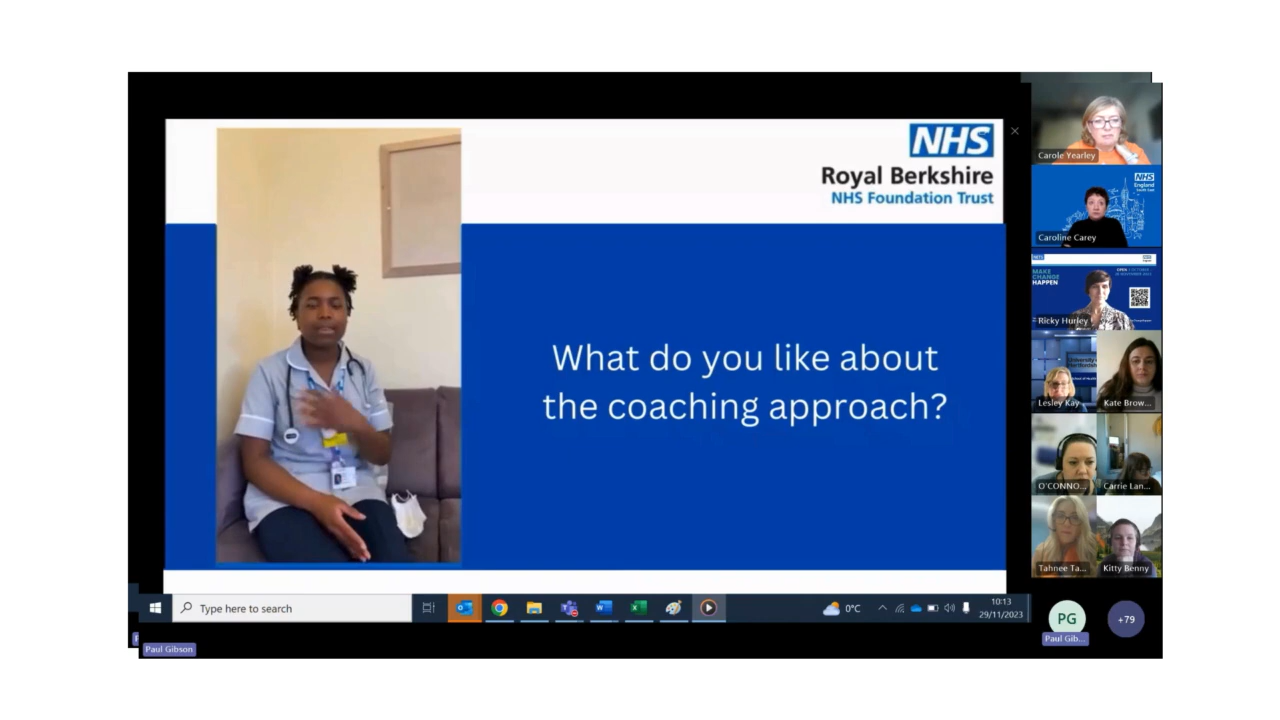 NHS
Royal Berkshire
NHS Foundation Trust
What do you like about
the coaching approach?
Carole Yearley
NHS
England
Caroline Carey
MAKE
CHANGE
HAPPEN
Ricky Hurley
Lesley Kay
Kate Brow...
O'CONNO...
Carrie Lan...
Tahnee Ta...
Kitty Benny
PG
Paul Gib...
+79
Type here to search
0°C
10:13
29/11/2023
Paul Gibson